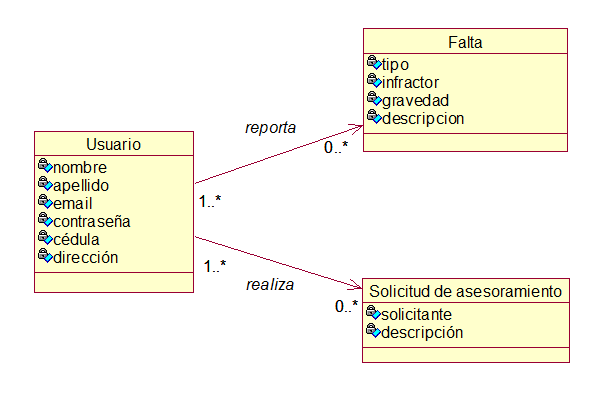 Falta
tipo
infractor
gravedad
descripcion
reporta
0..*
Usuario
nombre
apellido
email
contraseña
cédula
dirección
1..*
1..*
realiza
0..*
Solicitud de asesoramiento
solicitante
descripción